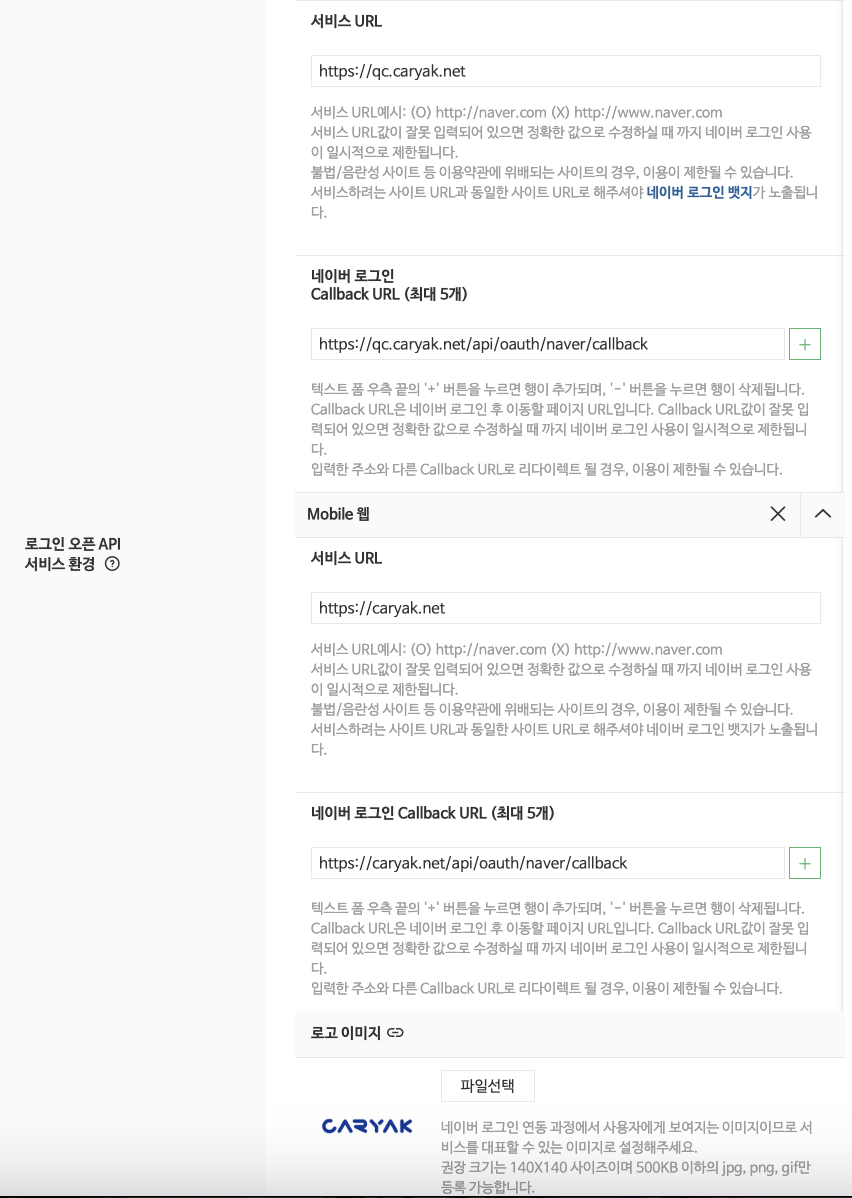 서비스 URL
https://qc.caryak.net
서비스 URL예시: (O) http://naver.com (X) http://www.naver.com
서비스 URL값이 잘못 입력되어 있으면 정확한 값으로 수정하실 때 까지 네이버 로그인 사용
이 일시적으로 제한됩니다.
불법/음란성 사이트 등 이용약관에 위배되는 사이트의 경우, 이용이 제한될 수 있습니다.
서비스하려는 사이트 URL과 동일한 사이트 URL로 해주셔야 네이버 로그인 뱃지가 노출됩니
다.
네이버 로그인
Callback URL (최대 5개)
https://qc.caryak.net/api/oauth/naver/callback
+
텍스트 폼 우측 끝의 '+' 버튼을 누르면 행이 추가되며, '-' 버튼을 누르면 행이 삭제됩니다.
Callback URL은 네이버 로그인 후 이동할 페이지 URL입니다. Callback URL값이 잘못 입
력되어 있으면 정확한 값으로 수정하실 때 까지 네이버 로그인 사용이 일시적으로 제한됩니
다.
입력한 주소와 다른 Callback URL로 리다이렉트 될 경우, 이용이 제한될 수 있습니다.
로그인 오픈 API
서비스 환경 ?
Mobile 웹
서비스 URL
https://caryak.net
서비스 URL예시: (O) http://naver.com (X) http://www.naver.com
서비스 URL값이 잘못 입력되어 있으면 정확한 값으로 수정하실 때 까지 네이버 로그인 사용
이 일시적으로 제한됩니다.
불법/음란성 사이트 등 이용약관에 위배되는 사이트의 경우, 이용이 제한될 수 있습니다.
서비스하려는 사이트 URL과 동일한 사이트 URL로 해주셔야 네이버 로그인 뱃지가 노출됩니
다.
네이버 로그인 Callback URL (최대 5개)
https://caryak.net/api/oauth/naver/callback
+
텍스트 폼 우측 끝의 '+' 버튼을 누르면 행이 추가되며, '-' 버튼을 누르면 행이 삭제됩니다.
Callback URL은 네이버 로그인 후 이동할 페이지 URL입니다. Callback URL값이 잘못 입
력되어 있으면 정확한 값으로 수정하실 때 까지 네이버 로그인 사용이 일시적으로 제한됩니
다.
입력한 주소와 다른 Callback URL로 리다이렉트 될 경우, 이용이 제한될 수 있습니다.
로고 이미지
파일선택
CARYAK
네이버 로그인 연동 과정에서 사용자에게 보여지는 이미지이므로 서
비스를 대표할 수 있는 이미지로 설정해주세요.
권장 크기는 140X140 사이즈이며 500KB 이하의 jpg, png, gif만
등록 가능합니다.